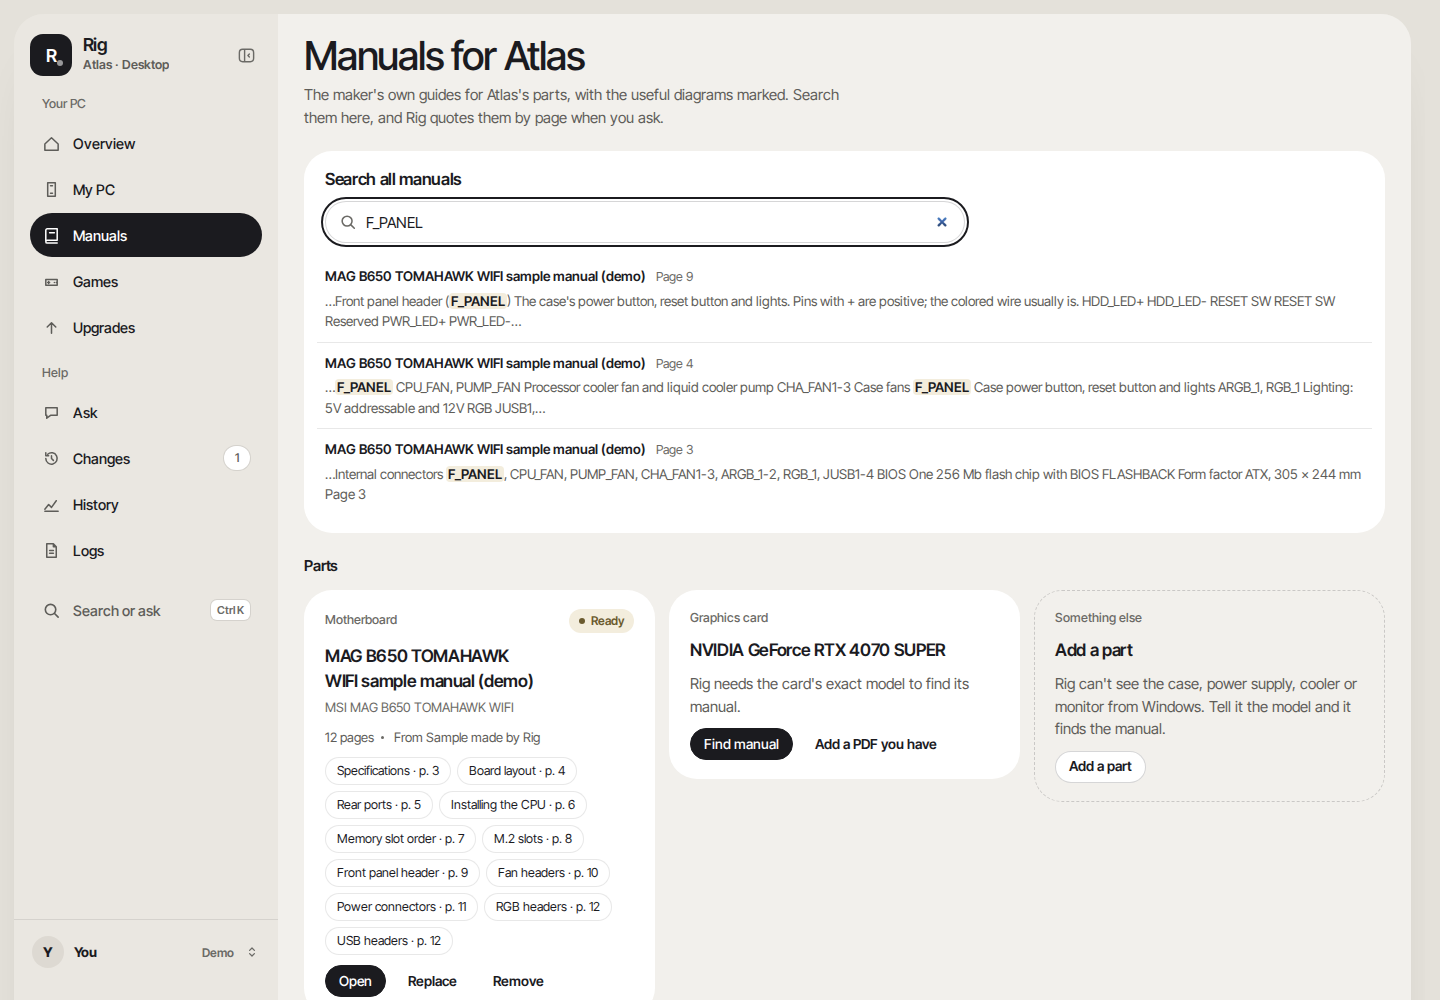 R
Rig
Atlas · Desktop
Your PC
Overview
My PC
Manuals
Games
Upgrades
Help
Ask
Changes 1
History
Logs
Search or ask Ctrl K
Y You Demo
Manuals for Atlas
The maker's own guides for Atlas's parts, with the useful diagrams marked. Search
them here, and Rig quotes them by page when you ask.
Search all manuals
F_PANEL
MAG B650 TOMAHAWK WIFI sample manual (demo) Page 9
...Front panel header (F_PANEL) The case's power button, reset button and lights. Pins with + are positive; the colored wire usually is. HDD_LED+ HDD_LED- RESET SW RESET SW
Reserved PWR_LED+ PWR_LED-...
MAG B650 TOMAHAWK WIFI sample manual (demo) Page 4
...F_PANEL CPU_FAN, PUMP_FAN Processor cooler fan and liquid cooler pump CHA_FAN1-3 Case fans F_PANEL Case power button, reset button and lights ARGB_1, RGB_1 Lighting:
5V addressable and 12V RGB JUSB1,...
MAG B650 TOMAHAWK WIFI sample manual (demo) Page 3
...Internal connectors F_PANEL, CPU_FAN, PUMP_FAN, CHA_FAN1-3, ARGB_1-2, RGB_1, JUSB1-4 BIOS One 256 Mb flash chip with BIOS FLASHBACK Form factor ATX, 305 × 244 mm
Page 3
Parts
Motherboard Ready
MAG B650 TOMAHAWK
WIFI sample manual (demo)
MSI MAG B650 TOMAHAWK WIFI
12 pages • From Sample made by Rig
Specifications · p. 3 Board layout · p. 4
Rear ports · p. 5 Installing the CPU · p. 6
Memory slot order · p. 7 M.2 slots · p. 8
Front panel header · p. 9 Fan headers · p. 10
Power connectors · p. 11 RGB headers · p. 12
USB headers · p. 12
Open Replace Remove
Graphics card
NVIDIA GeForce RTX 4070 SUPER
Rig needs the card's exact model to find its
manual.
Find manual Add a PDF you have
Something else
Add a part
Rig can't see the case, power supply, cooler or
monitor from Windows. Tell it the model and it
finds the manual.
Add a part